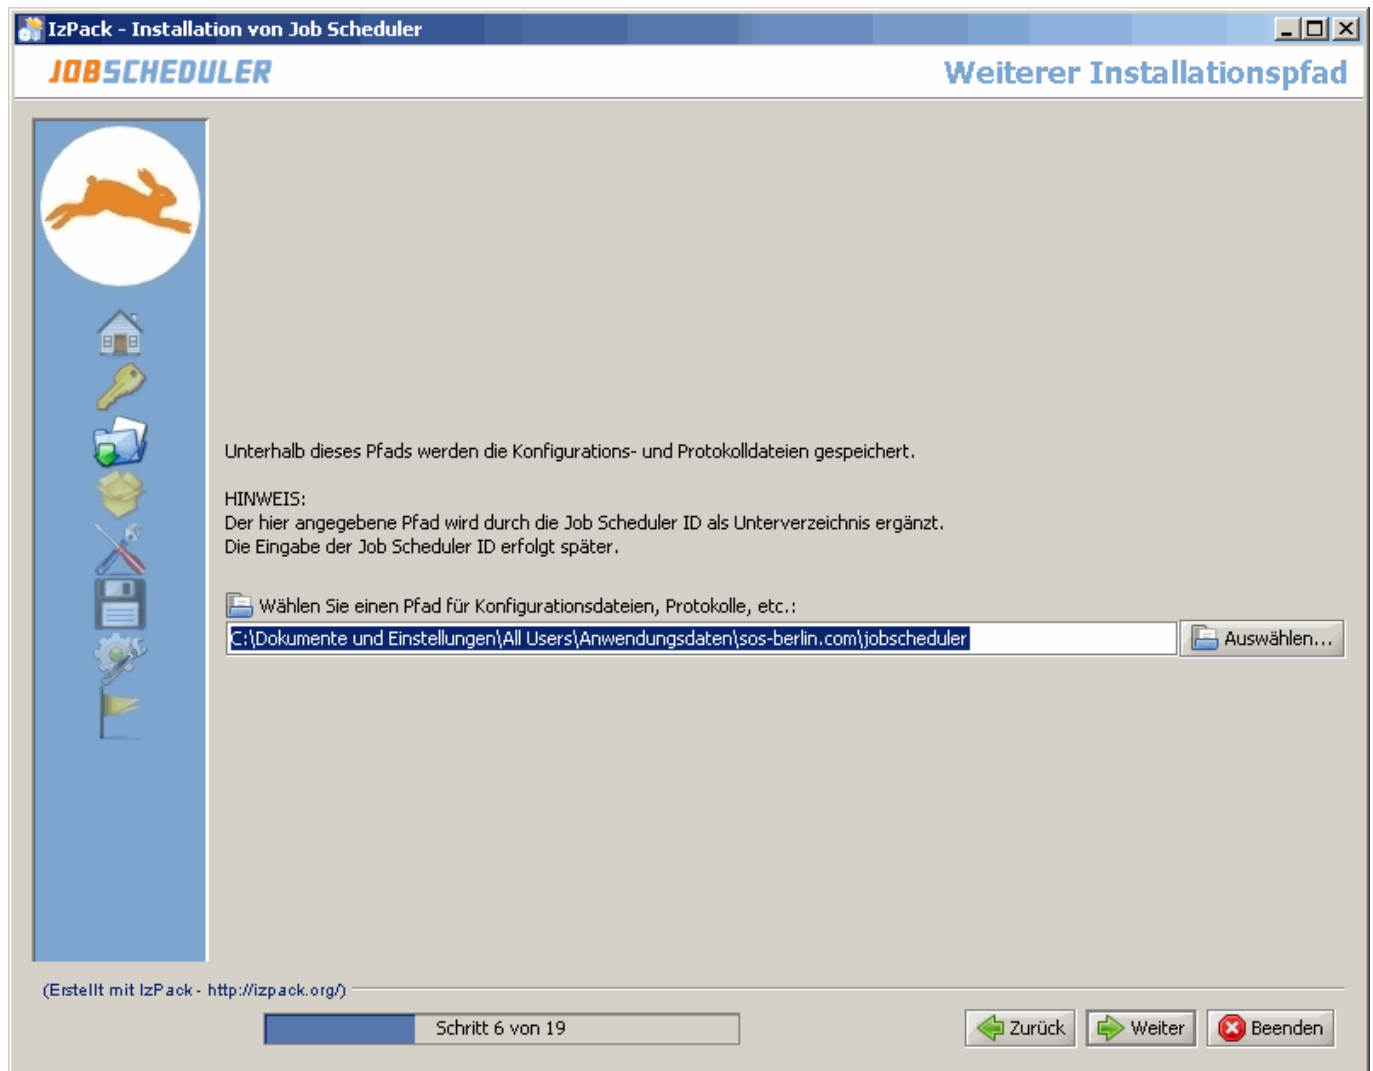 IzPack - Installation von Job Scheduler
JOBSCHEDULER
Weiterer Installationspfad
Unterhalb dieses Pfads werden die Konfigurations- und Protokolldateien gespeichert.
HINWEIS:
Der hier angegebene Pfad wird durch die Job Scheduler ID als Unterverzeichnis ergänzt.
Die Eingabe der Job Scheduler ID erfolgt später.
Wählen Sie einen Pfad für Konfigurationsdateien, Protokolle, etc.:
C:\Dokumente und Einstellungen\All Users\Anwendungsdaten\sos-berlin.com\jobscheduler
Auswählen...
(Erstellt mit IzPack - http://izpack.org/)
Schritt 6 von 19
Zurück
Weiter
Beenden